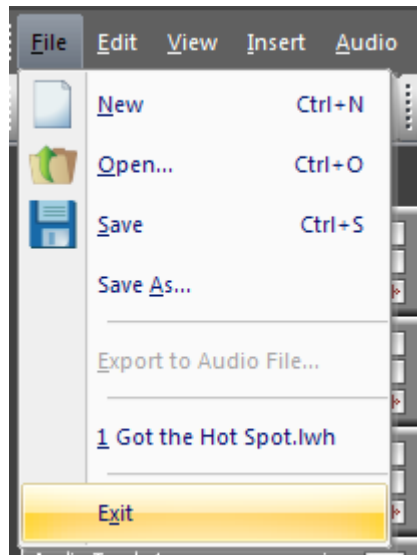 File Edit View Insert Audio
New Ctrl+N
Open... Ctrl+O
Save Ctrl+S
Save As...
Export to Audio File...
1 Got the Hot Spot.lwh
Exit